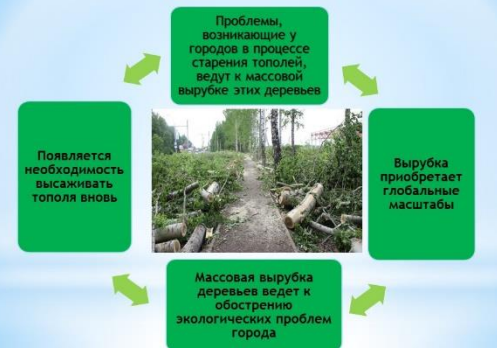 Проблемы,
возникающие у
городов в процессе
старения тополей,
ведут к массовой
вырубке этих деревьев
Вырубка
приобретает
глобальные
масштабы
Массовая вырубка
деревьев ведет к
обострению
экологических проблем
города
Появляется
необходимость
высаживать
тополя вновь